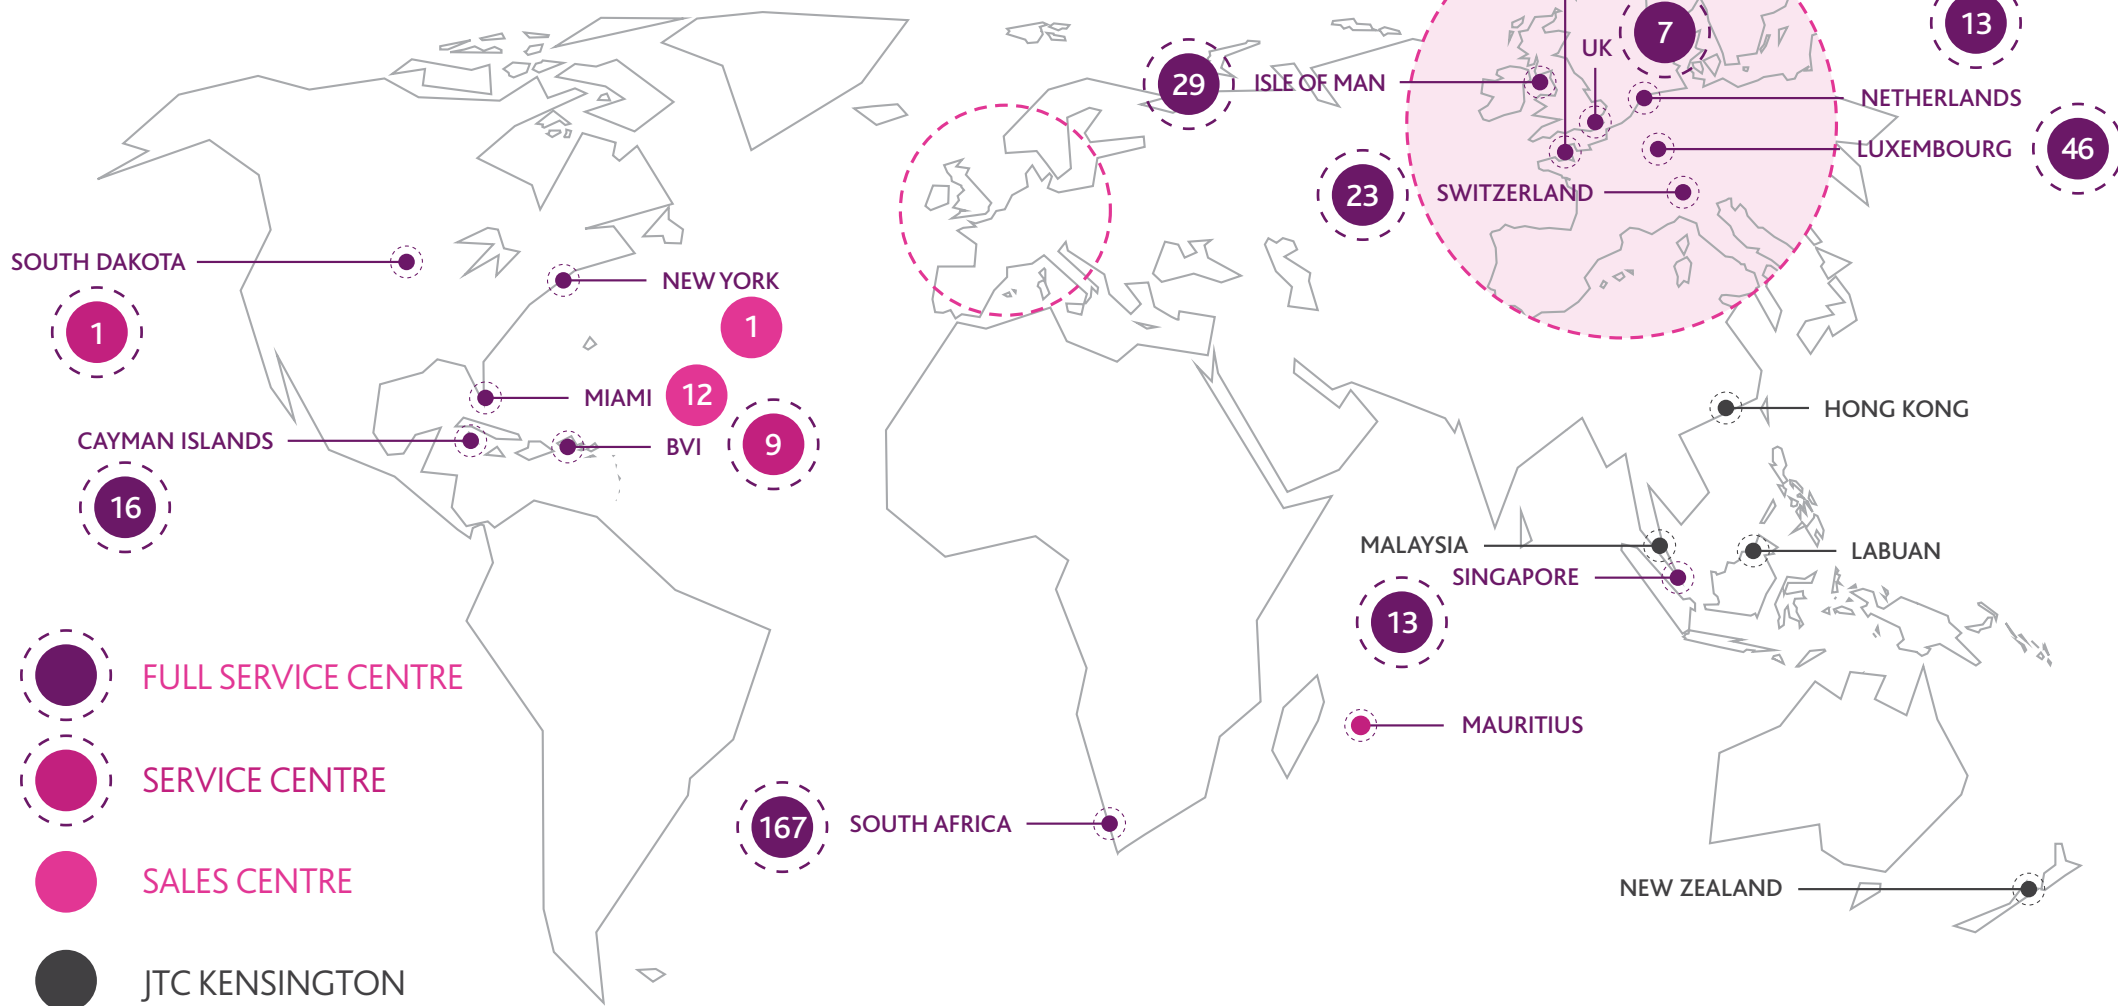 7
13
UK
29
ISLE OF MAN
NETHERLANDS
LUXEMBOURG
46
23
SWITZERLAND
SOUTH DAKOTA
1
NEW YORK
1
MIAMI
12
CAYMAN ISLANDS
BVI
9
16
HONG KONG
MALAYSIA
LABUAN
SINGAPORE
13
FULL SERVICE CENTRE
MAURITIUS
SERVICE CENTRE
167
SOUTH AFRICA
SALES CENTRE
NEW ZEALAND
JTC KENSINGTON